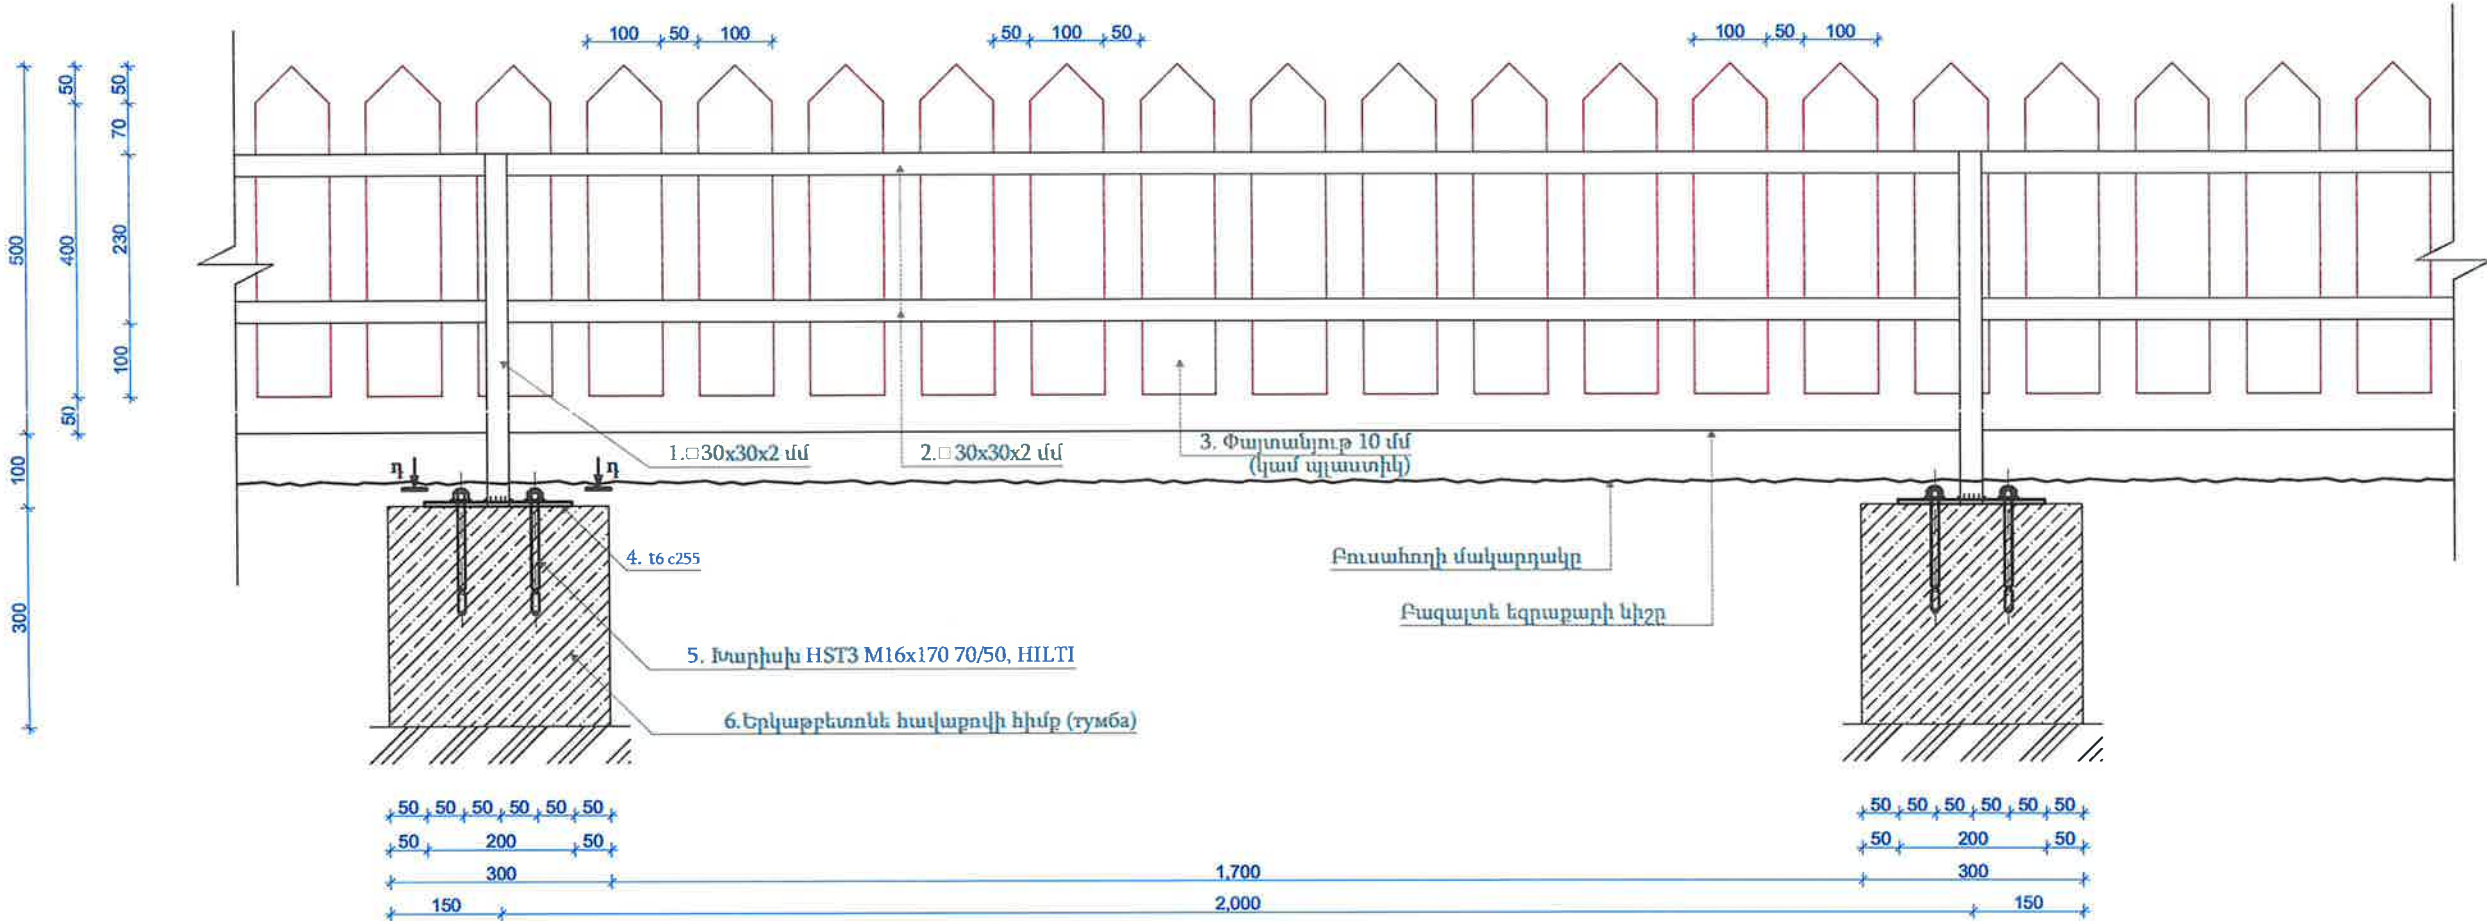 100 50 100
50 100 50
100 50 100
50
50
70
500
400
230
100
50
100
300
1.□30x30x2 մմ
2.□ 30x30x2 մմ
3. Փայտանյութ 10 մմ
(կամ պլաստիկ)
դ դ
4. t6 c255
Բուսահողի մակարդակը
Բազալտե եզրաքարի նիշը
5. Խարիսխ HST3 M16x170 70/50, HILTI
6.Երկաթբետոնե հավաքովի հիմք (тумба)
50 50 50 50 50 50
50 50 50 50 50 50
50 200 50
50 200 50
300 1,700 300
150 2,000 150